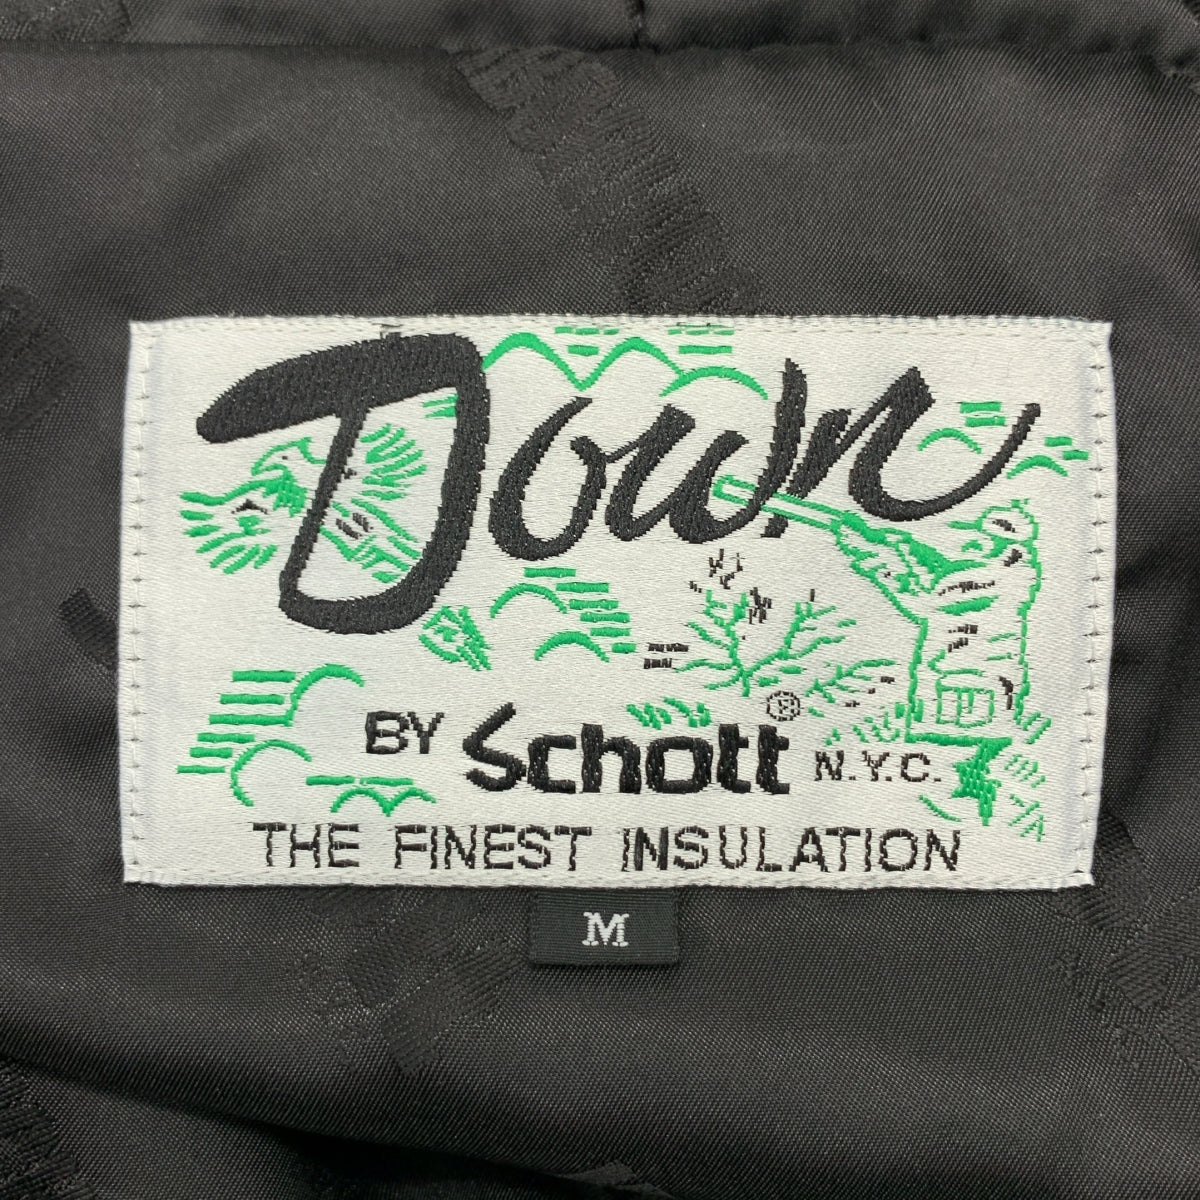 Down
BY Schott ® N.Y.C.
THE FINEST INSULATION
M